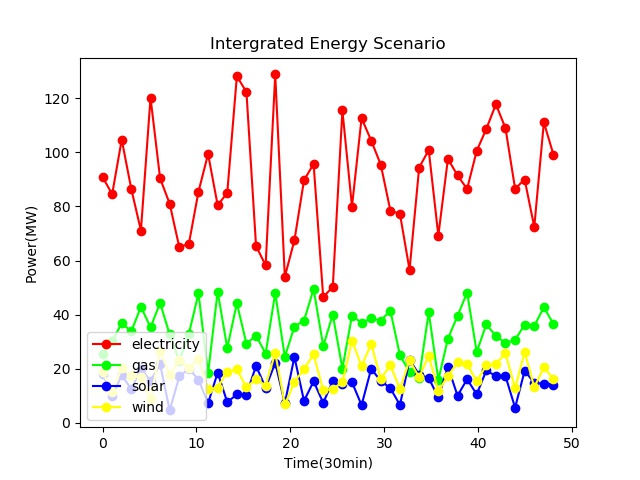 Intergrated Energy Scenario
Power(MW)
120
100
80
60
40
20
0
electricity
gas
solar
wind
0 10 20 30 40 50
Time(30min)